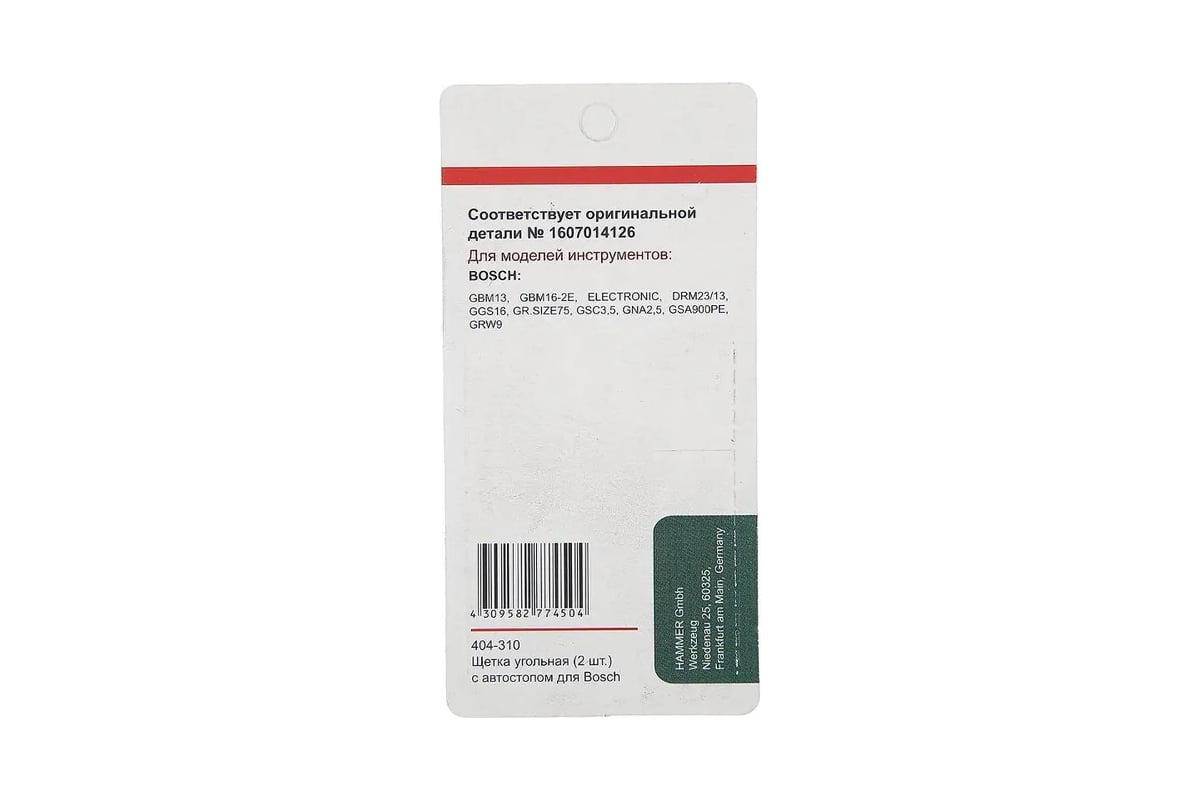 Соответствует оригинальной
детали № 1607014126
Для моделей инструментов:
BOSCH:
GBM13, GBM16-2E, ELECTRONIC, DRM23/13,
GGS16, GR.SIZE75, GSC3,5, GNA2,5, GSA900PE,
GRW9
4 309582 774504
404-310
Щетка угольная (2 шт.)
с автостопом для Bosch
HAMMER Gmbh
Werkzeug
Niedenau 25, 60325,
Frankfurt am Main, Germany